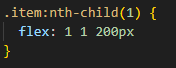 .item:nth-child(1) {
  flex: 1 1 200px
}